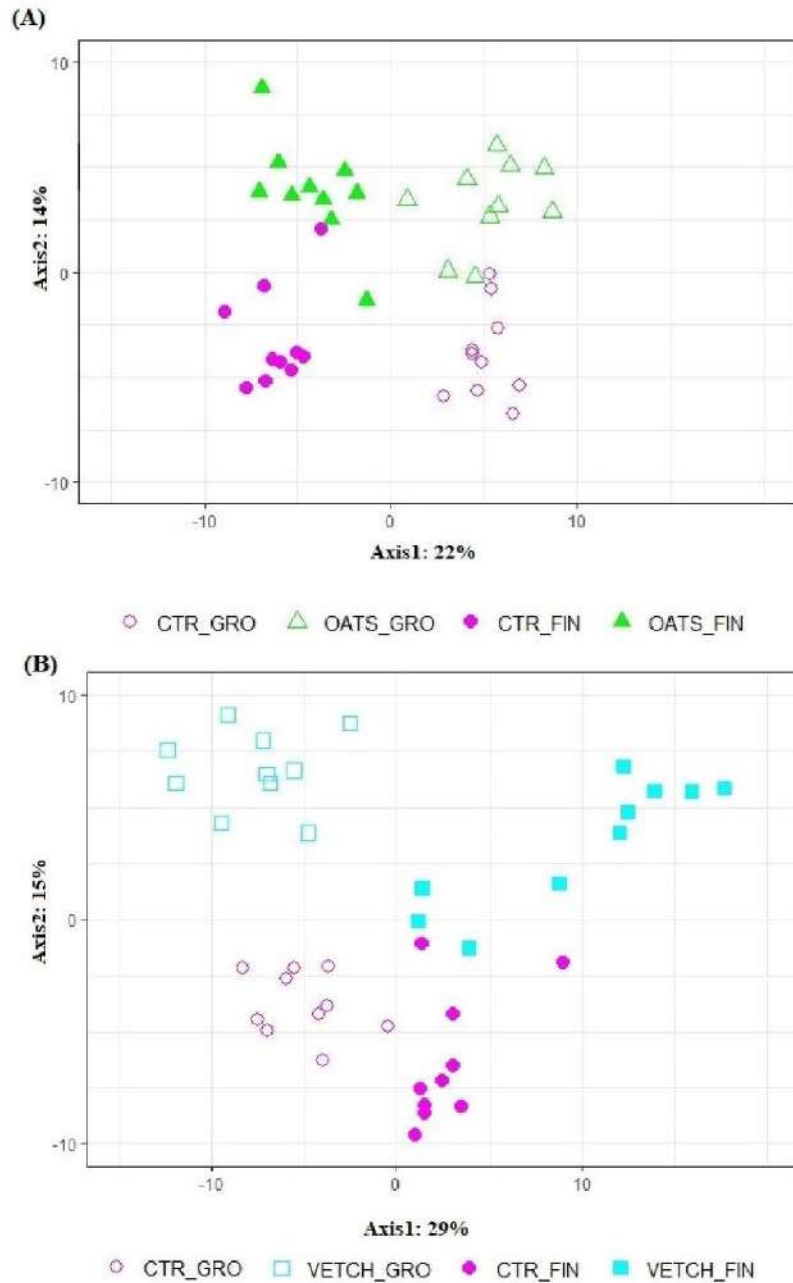 (A)
10
0
-10
Axis2: 14%
-10 0 10
Axis1: 22%
CTR_GRO OATS_GRO CTR_FIN OATS_FIN
(B)
10
0
-10
Axis2: 15%
-10 0 10
Axis1: 29%
CTR_GRO VETCH_GRO CTR_FIN VETCH_FIN